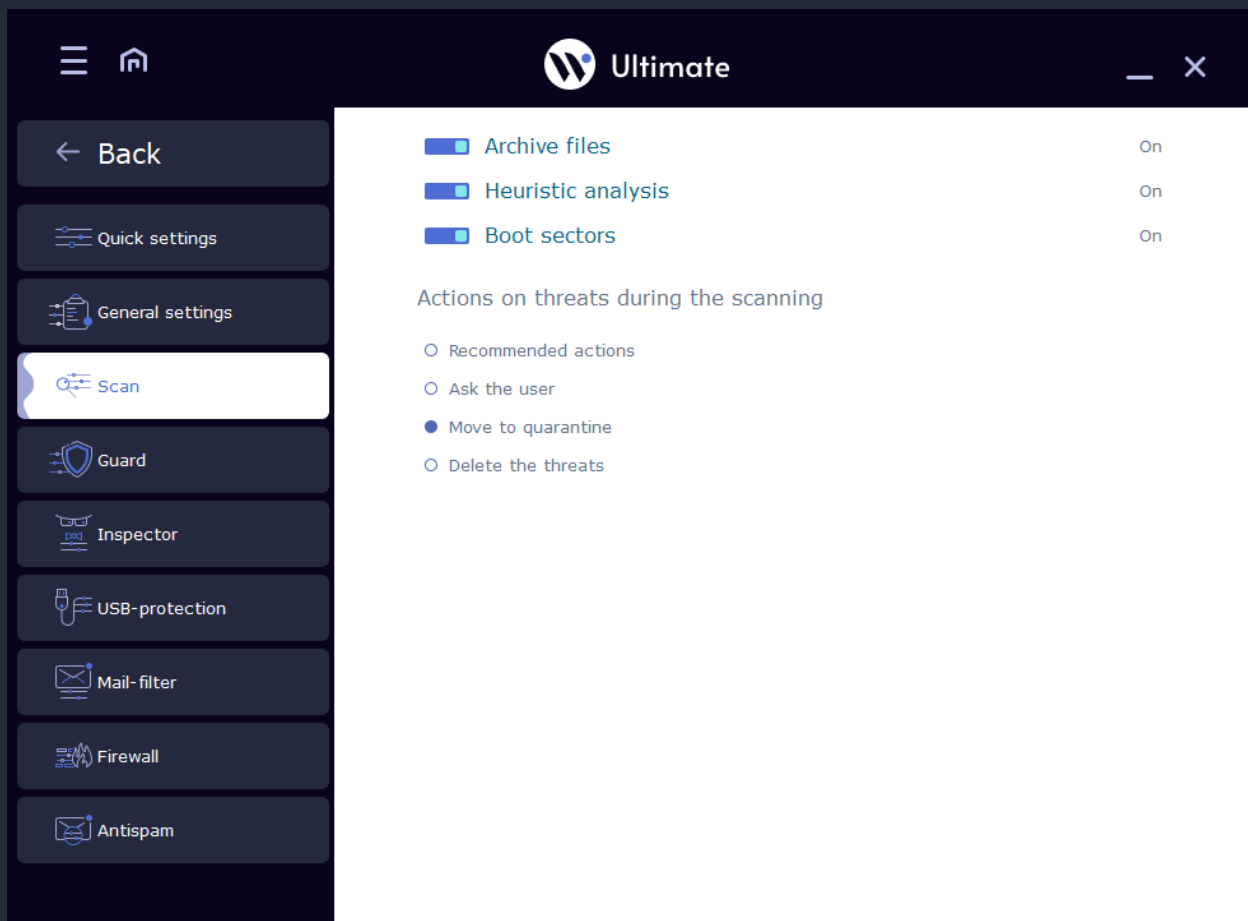 Ultimate
Back
Quick settings
General settings
Scan
Guard
Inspector
USB-protection
Mail-filter
Firewall
Antispam
Archive files On
Heuristic analysis On
Boot sectors On
Actions on threats during the scanning
Recommended actions
Ask the user
Move to quarantine
Delete the threats